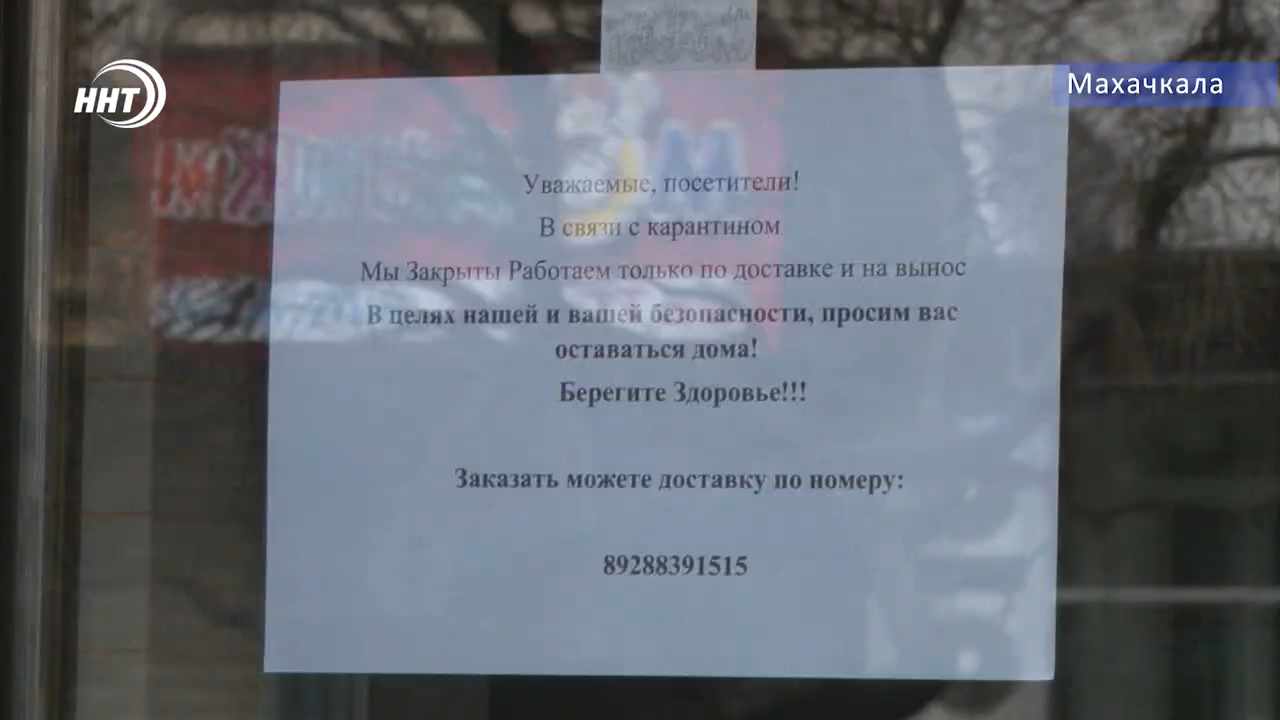 ННТ
Махачкала
Уважаемые, посетители!
В связи с карантином
Мы Закрыты Работаем только по доставке и на вынос
В целях нашей и вашей безопасности, просим вас
оставаться дома!
Берегите Здоровье!!!
Заказать можете доставку по номеру:
89288391515